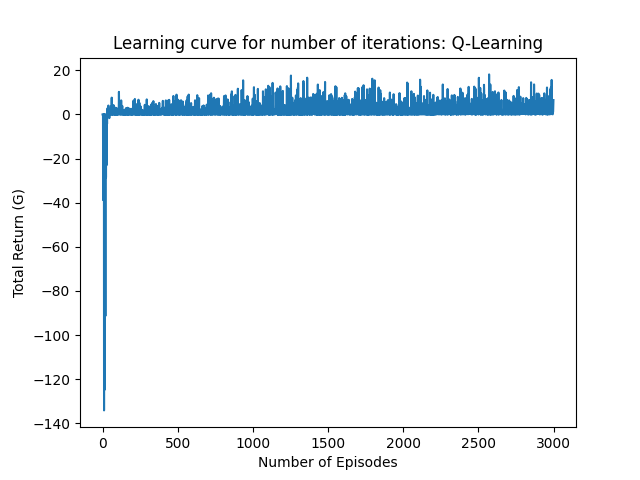 Learning curve for number of iterations: Q-Learning
20
0
−20
−40
−60
−80
−100
−120
−140
Total Return (G)
0 500 1000 1500 2000 2500 3000
Number of Episodes